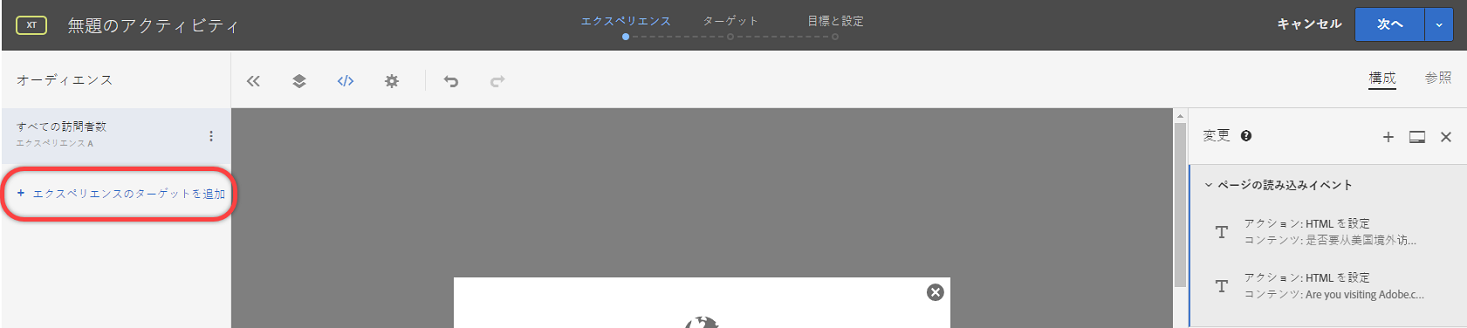 XT 無題のアクティビティ エクスペリエンス ターゲット 目標と設定 キャンセル 次へ
オーディエンス
構成 参照
すべての訪問者数
エクスペリエンス A
変更
+ エクスペリエンスのターゲットを追加
ページの読み込みイベント
アクション: HTML を設定
コンテンツ: 是否要从美国境外访...
アクション: HTML を設定
コンテンツ: Are you visiting Adobe.c...